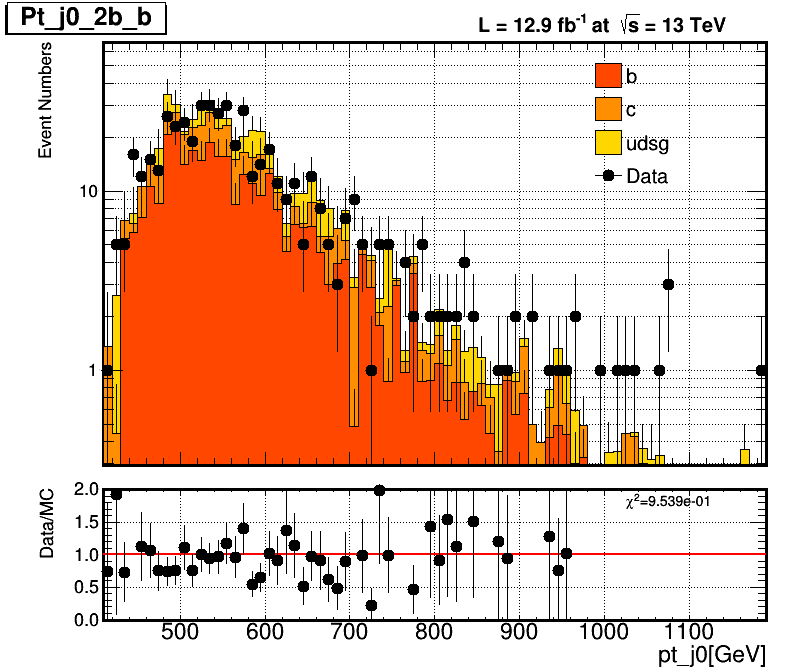 Pt_j0_2b_b
L = 12.9 fb⁻¹ at √s = 13 TeV
Event Numbers
b
c
udsg
Data
10
1
Data/MC
χ²=9.539e-01
2.0
1.5
1.0
0.5
0.0
500 600 700 800 900 1000 1100
pt_j0[GeV]